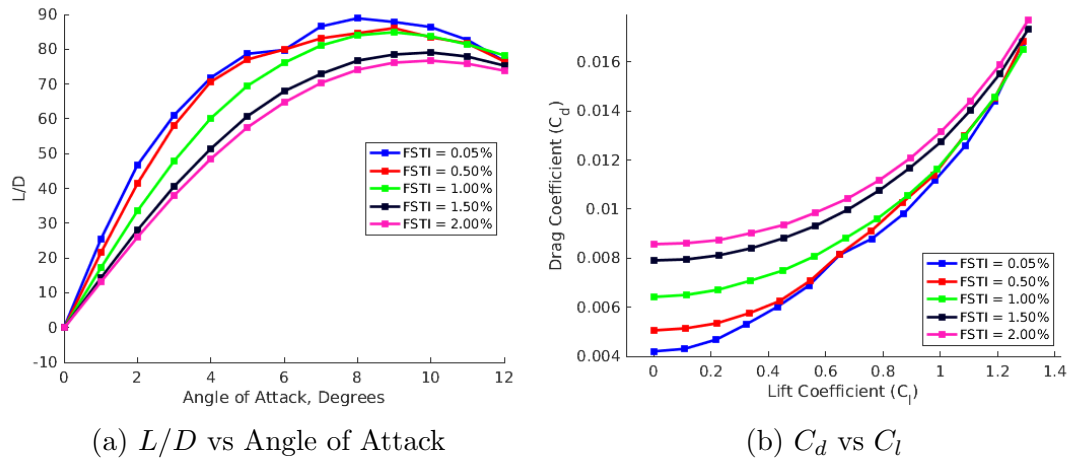 90
80
70
60
50
40
30
20
10
0
-10
L/D
0 2 4 6 8 10 12
Angle of Attack, Degrees
FSTI = 0.05%
FSTI = 0.50%
FSTI = 1.00%
FSTI = 1.50%
FSTI = 2.00%
(a) L/D vs Angle of Attack
0.016
0.014
0.012
0.01
0.008
0.006
0.004
Drag Coefficient (C_d)
0 0.2 0.4 0.6 0.8 1 1.2 1.4
Lift Coefficient (C_l)
FSTI = 0.05%
FSTI = 0.50%
FSTI = 1.00%
FSTI = 1.50%
FSTI = 2.00%
(b) C_d vs C_l